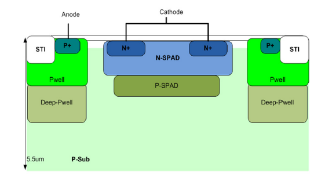 Anode
Cathode
STI
P+
N+
N+
P+
STI
N-SPAD
Pwell
Pwell
P-SPAD
Deep-Pwell
Deep-Pwell
5.5um
P-Sub